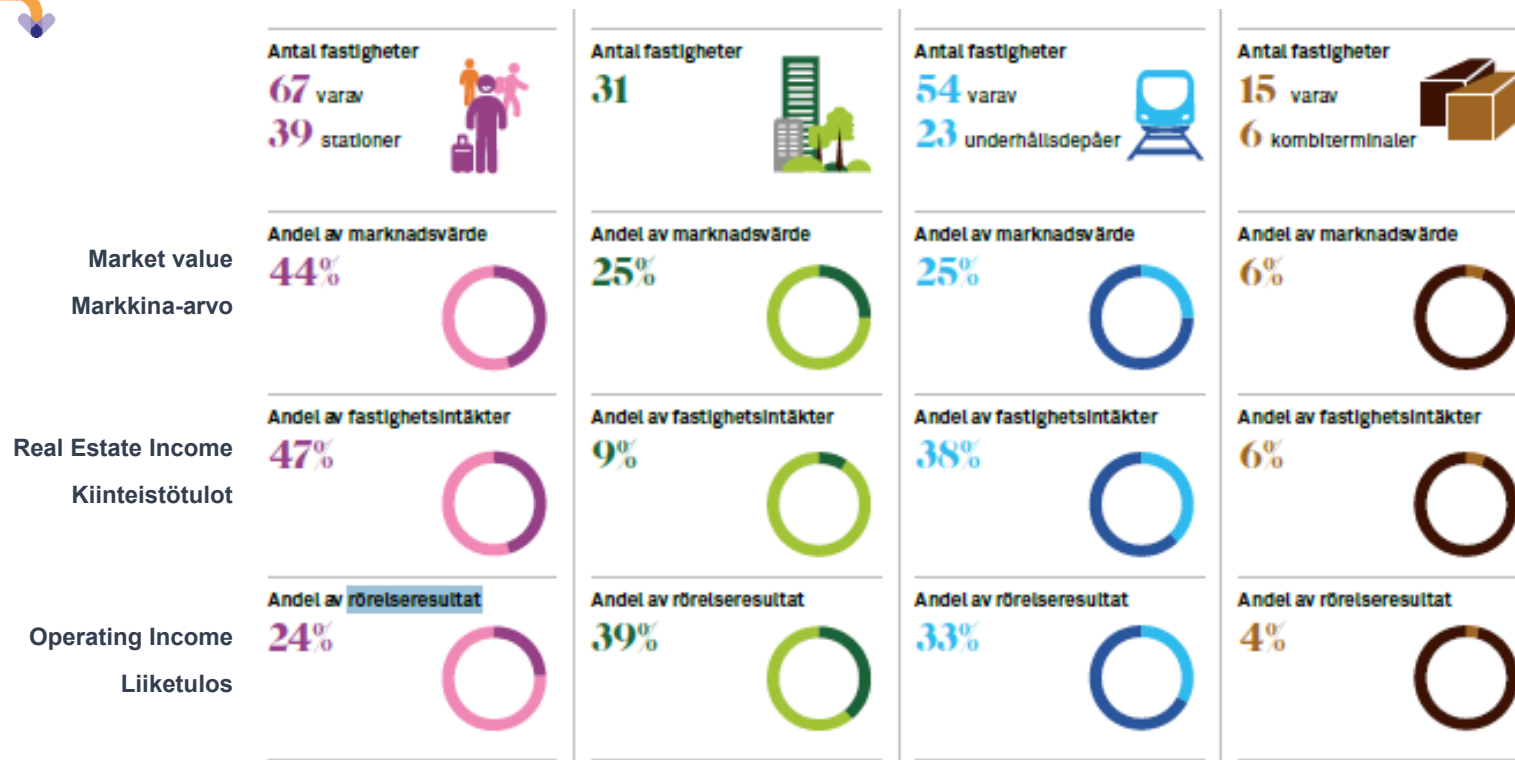 Antal fastigheter
67 varav
39 stationer
Antal fastigheter
31
Antal fastigheter
54 varav
23 underhållsdepåer
Antal fastigheter
15 varav
6 kombiterminaler
Market value
Markkina-arvo
Andel av marknadsvärde
44%
Andel av marknadsvärde
25%
Andel av marknadsvärde
25%
Andel av marknadsvärde
6%
Real Estate Income
Kiinteistötulot
Andel av fastighetsintäkter
47%
Andel av fastighetsintäkter
9%
Andel av fastighetsintäkter
38%
Andel av fastighetsintäkter
6%
Operating Income
Liiketulos
Andel av rörelseresultat
24%
Andel av rörelseresultat
39%
Andel av rörelseresultat
33%
Andel av rörelseresultat
4%